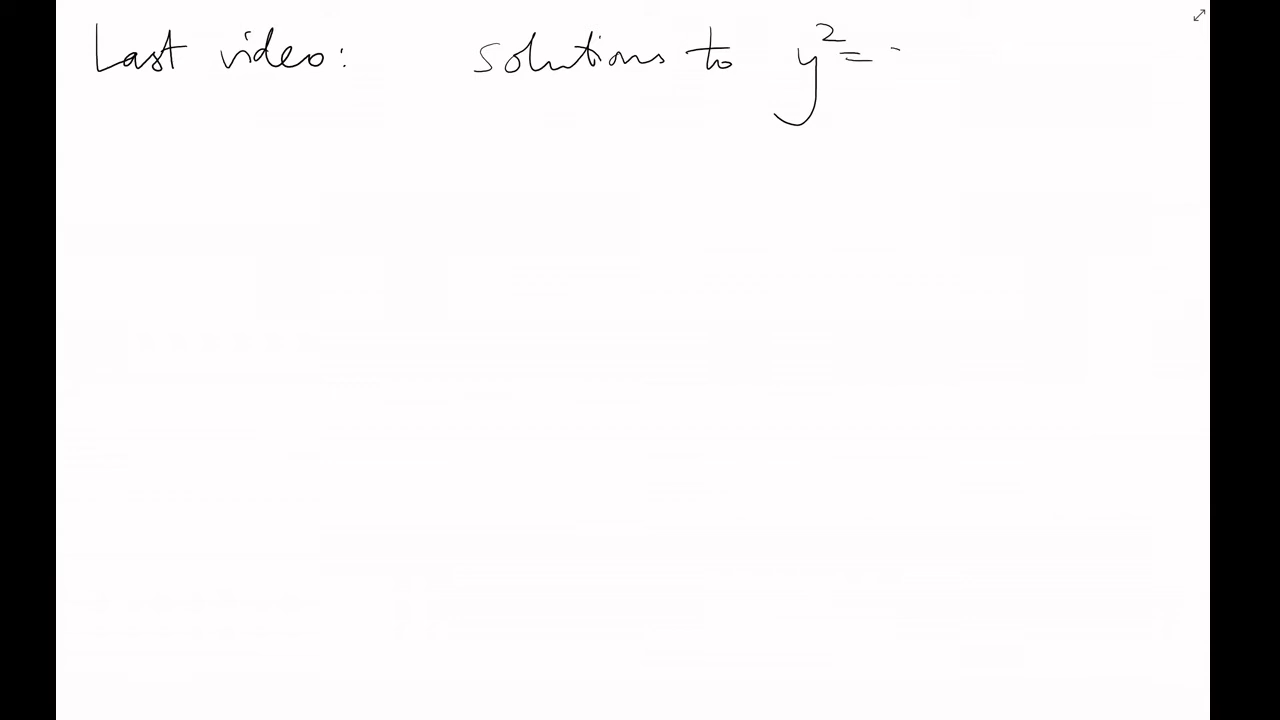 Last video: solutions to y² =